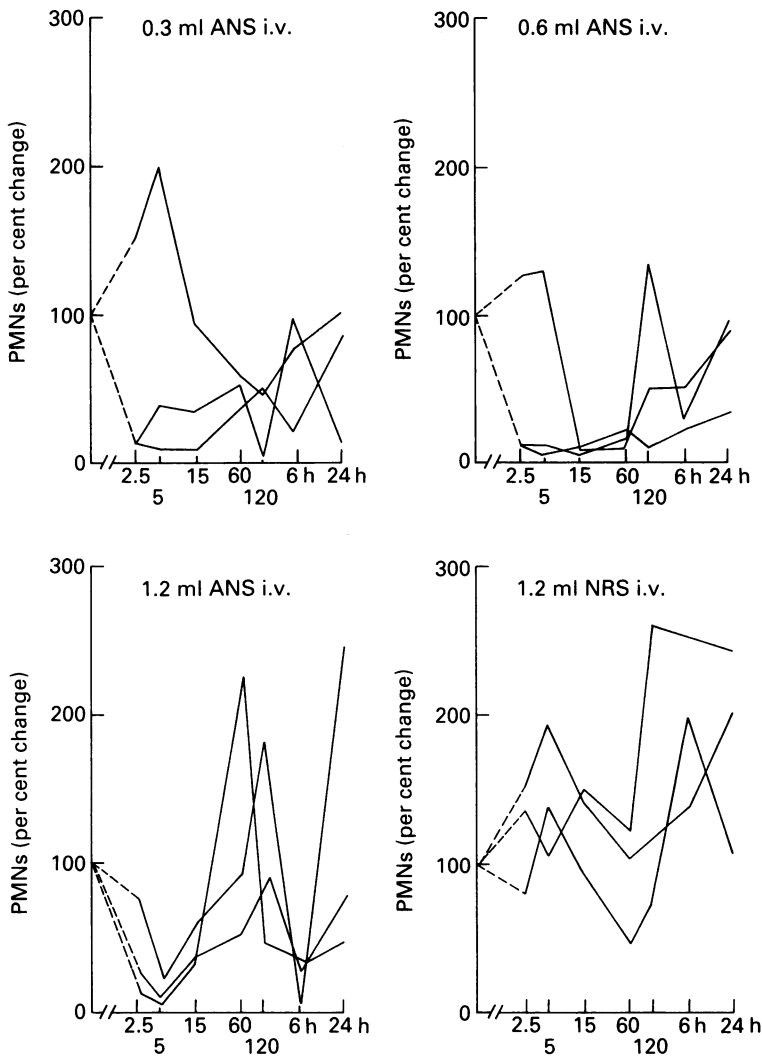 0.3 ml ANS i.v.
PMNs (per cent change)
300
200
100
0
2.5 15 60 6 h 24 h
5 120
0.6 ml ANS i.v.
PMNs (per cent change)
300
200
100
0
2.5 15 60 6 h 24 h
5 120
1.2 ml ANS i.v.
PMNs (per cent change)
300
200
100
0
2.5 15 60 6 h 24 h
5 120
1.2 ml NRS i.v.
PMNs (per cent change)
300
200
100
0
2.5 15 60 6 h 24 h
5 120